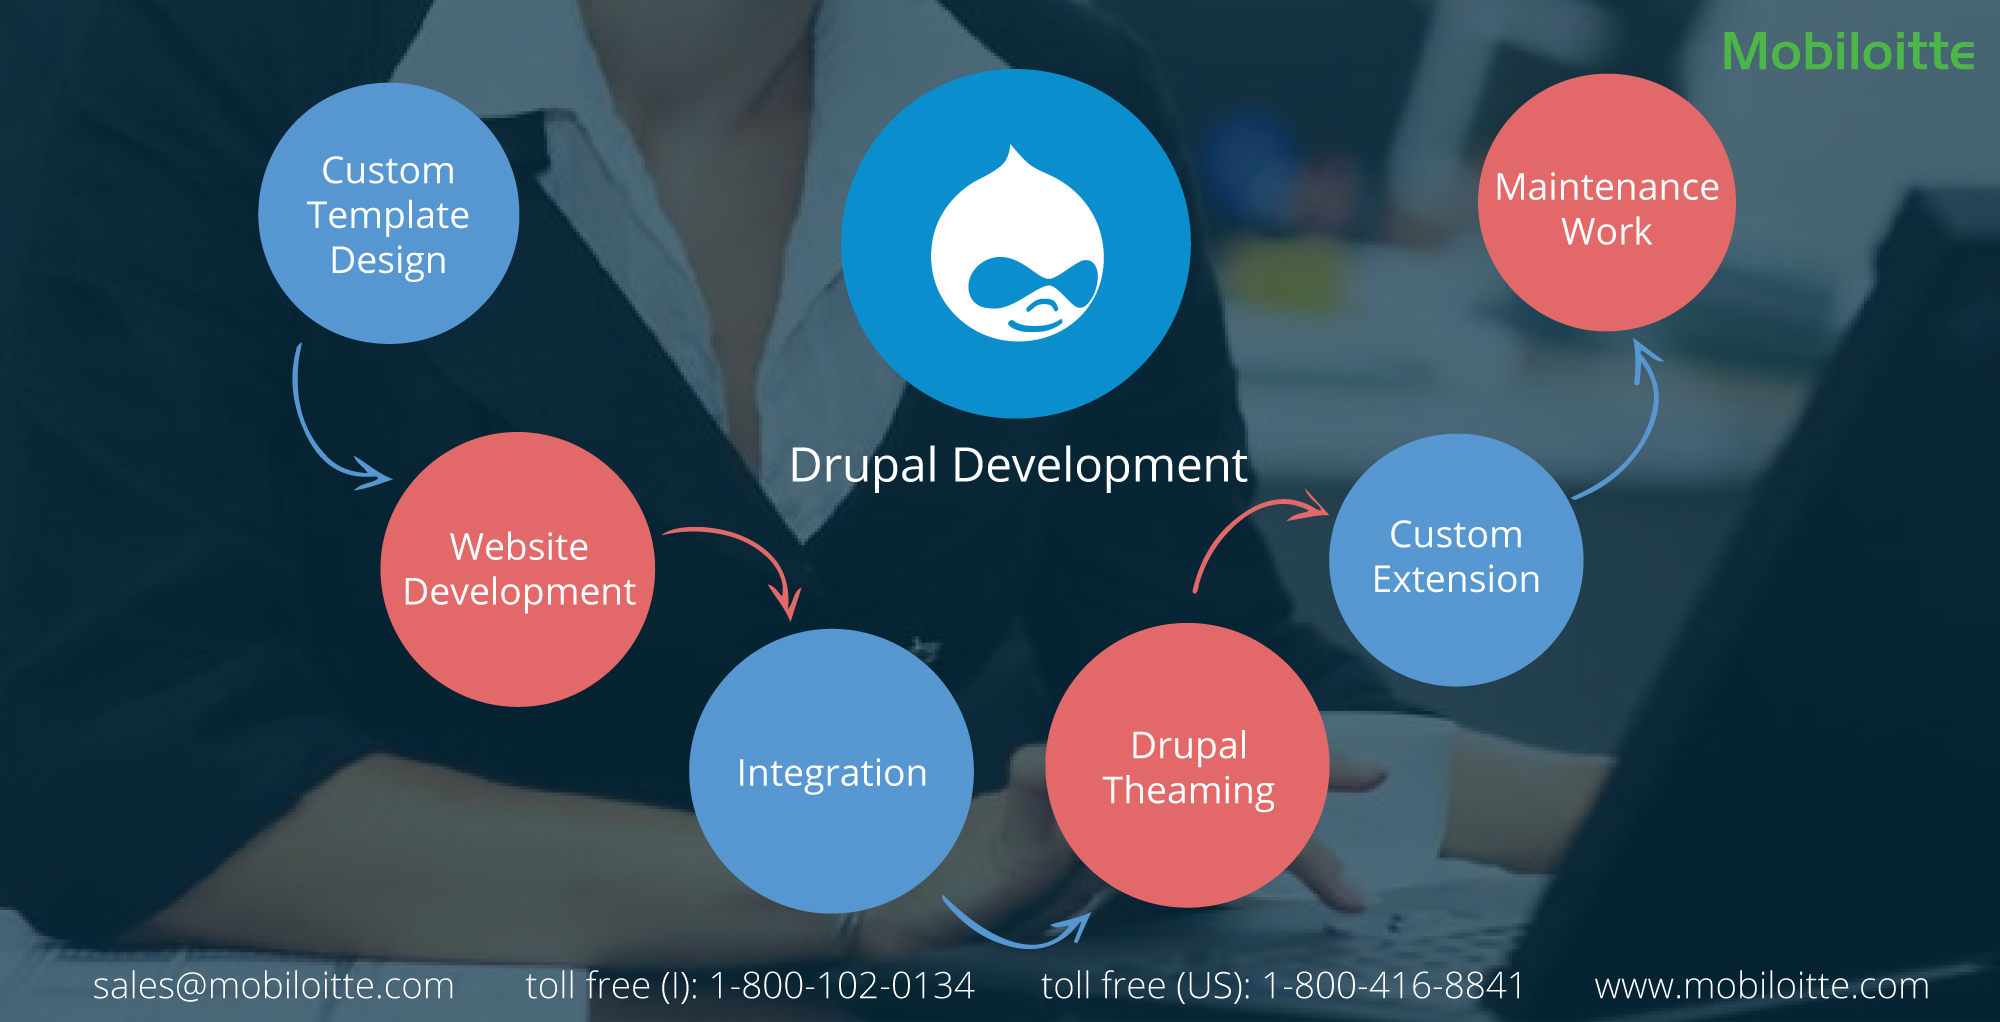 Mobiloitte
Custom
Template
Design
Maintenance
Work
Drupal Development
Website
Development
Custom
Extension
Integration
Drupal
Theaming
sales@mobiloitte.com
toll free (I): 1-800-102-0134
toll free (US): 1-800-416-8841
www.mobiloitte.com